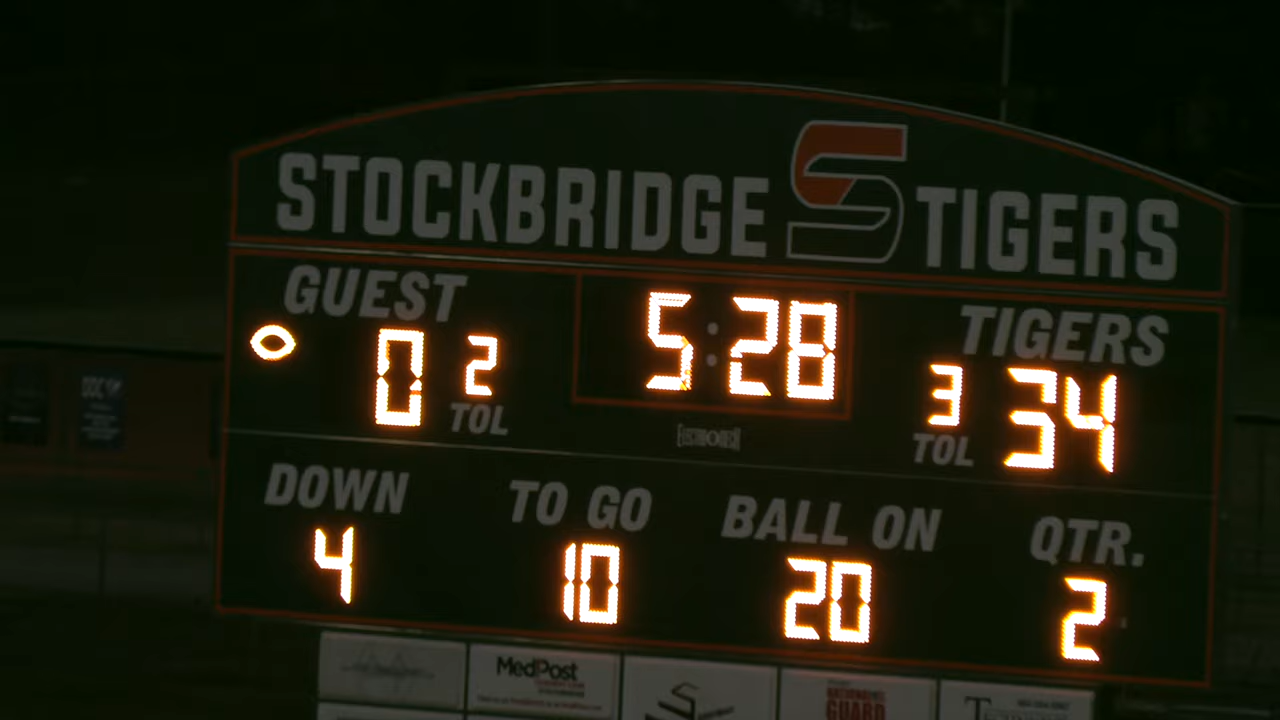 STOCKBRIDGE S TIGERS
GUEST 5:28 TIGERS
0 2 3 34
TOL TOL
DOWN TO GO BALL ON QTR.
4 10 20 2
MedPost
NATIONAL
GUARD